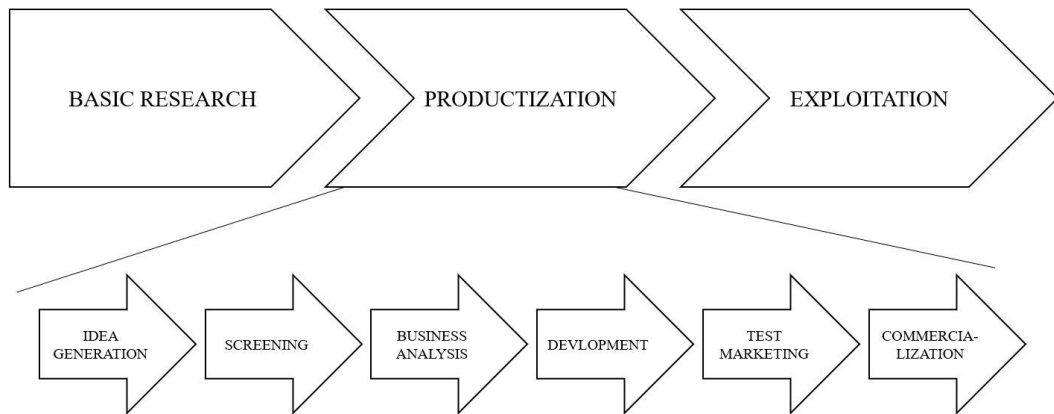 BASIC RESEARCH
PRODUCTIZATION
EXPLOITATION
IDEA
GENERATION
SCREENING
BUSINESS
ANALYSIS
DEVLOPMENT
TEST
MARKETING
COMMERCIA-
LIZATION